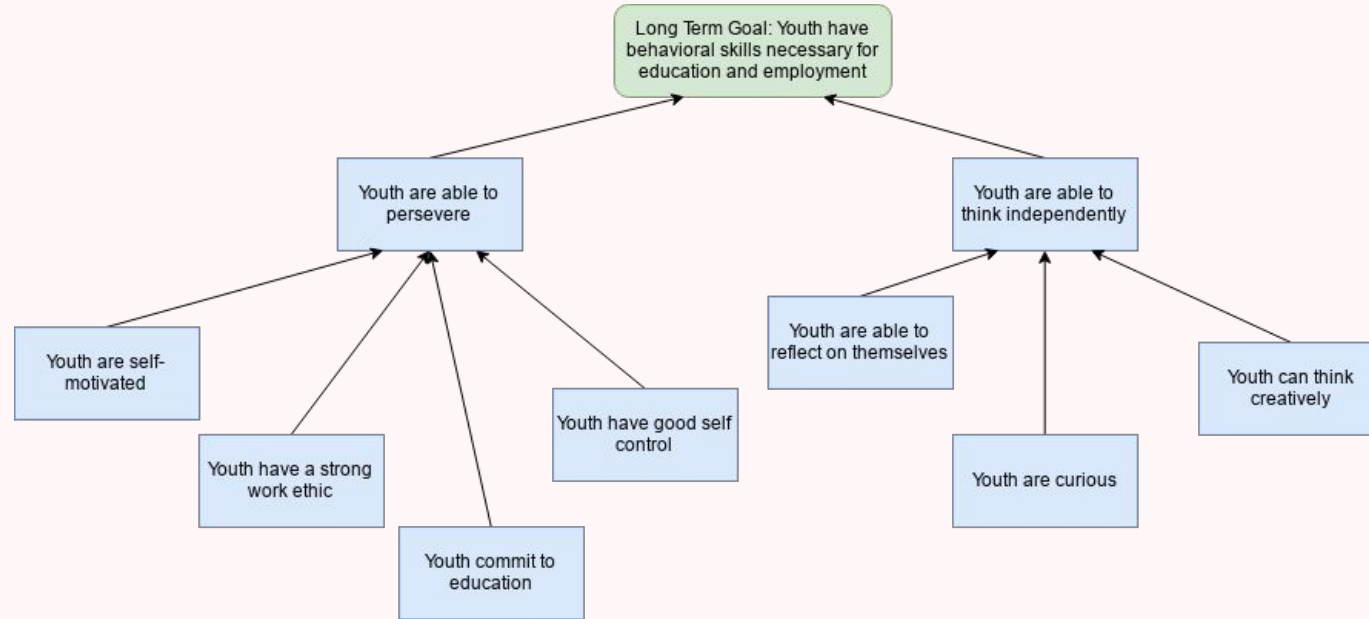 Long Term Goal: Youth have
behavioral skills necessary for
education and employment
Youth are able to
persevere
Youth are able to
think independently
Youth are self-
motivated
Youth have a strong
work ethic
Youth commit to
education
Youth have good self
control
Youth are able to
reflect on themselves
Youth are curious
Youth can think
creatively